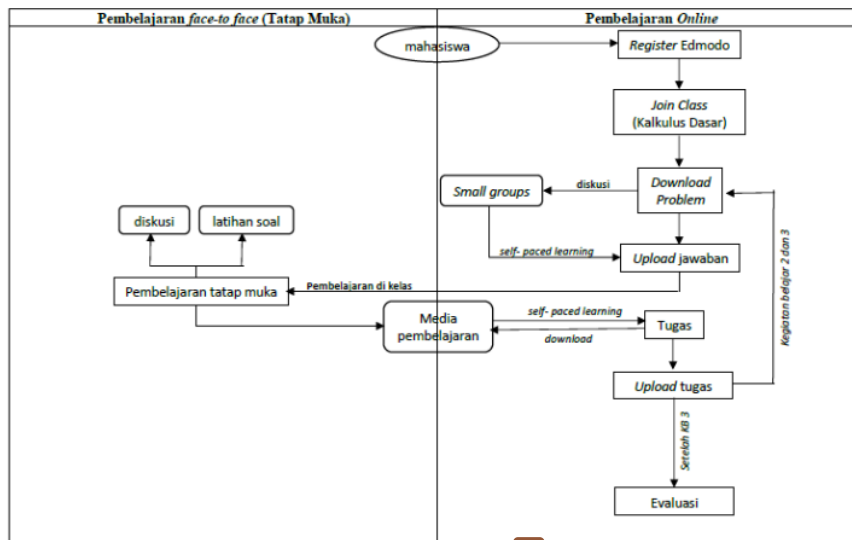 Pembelajaran face-to face (Tatap Muka)
Pembelajaran Online
mahasiswa
Register Edmodo
Join Class
(Kalkulus Dasar)
Small groups
diskusi
Download
Problem
diskusi
latihan soal
self- paced learning
Upload jawaban
Kegiatan belajar 2 dan 3
Pembelajaran tatap muka
Pembelajaran di kelas
Media
pembelajaran
self- paced learning
download
Tugas
Upload tugas
Setelah KB 3
Evaluasi